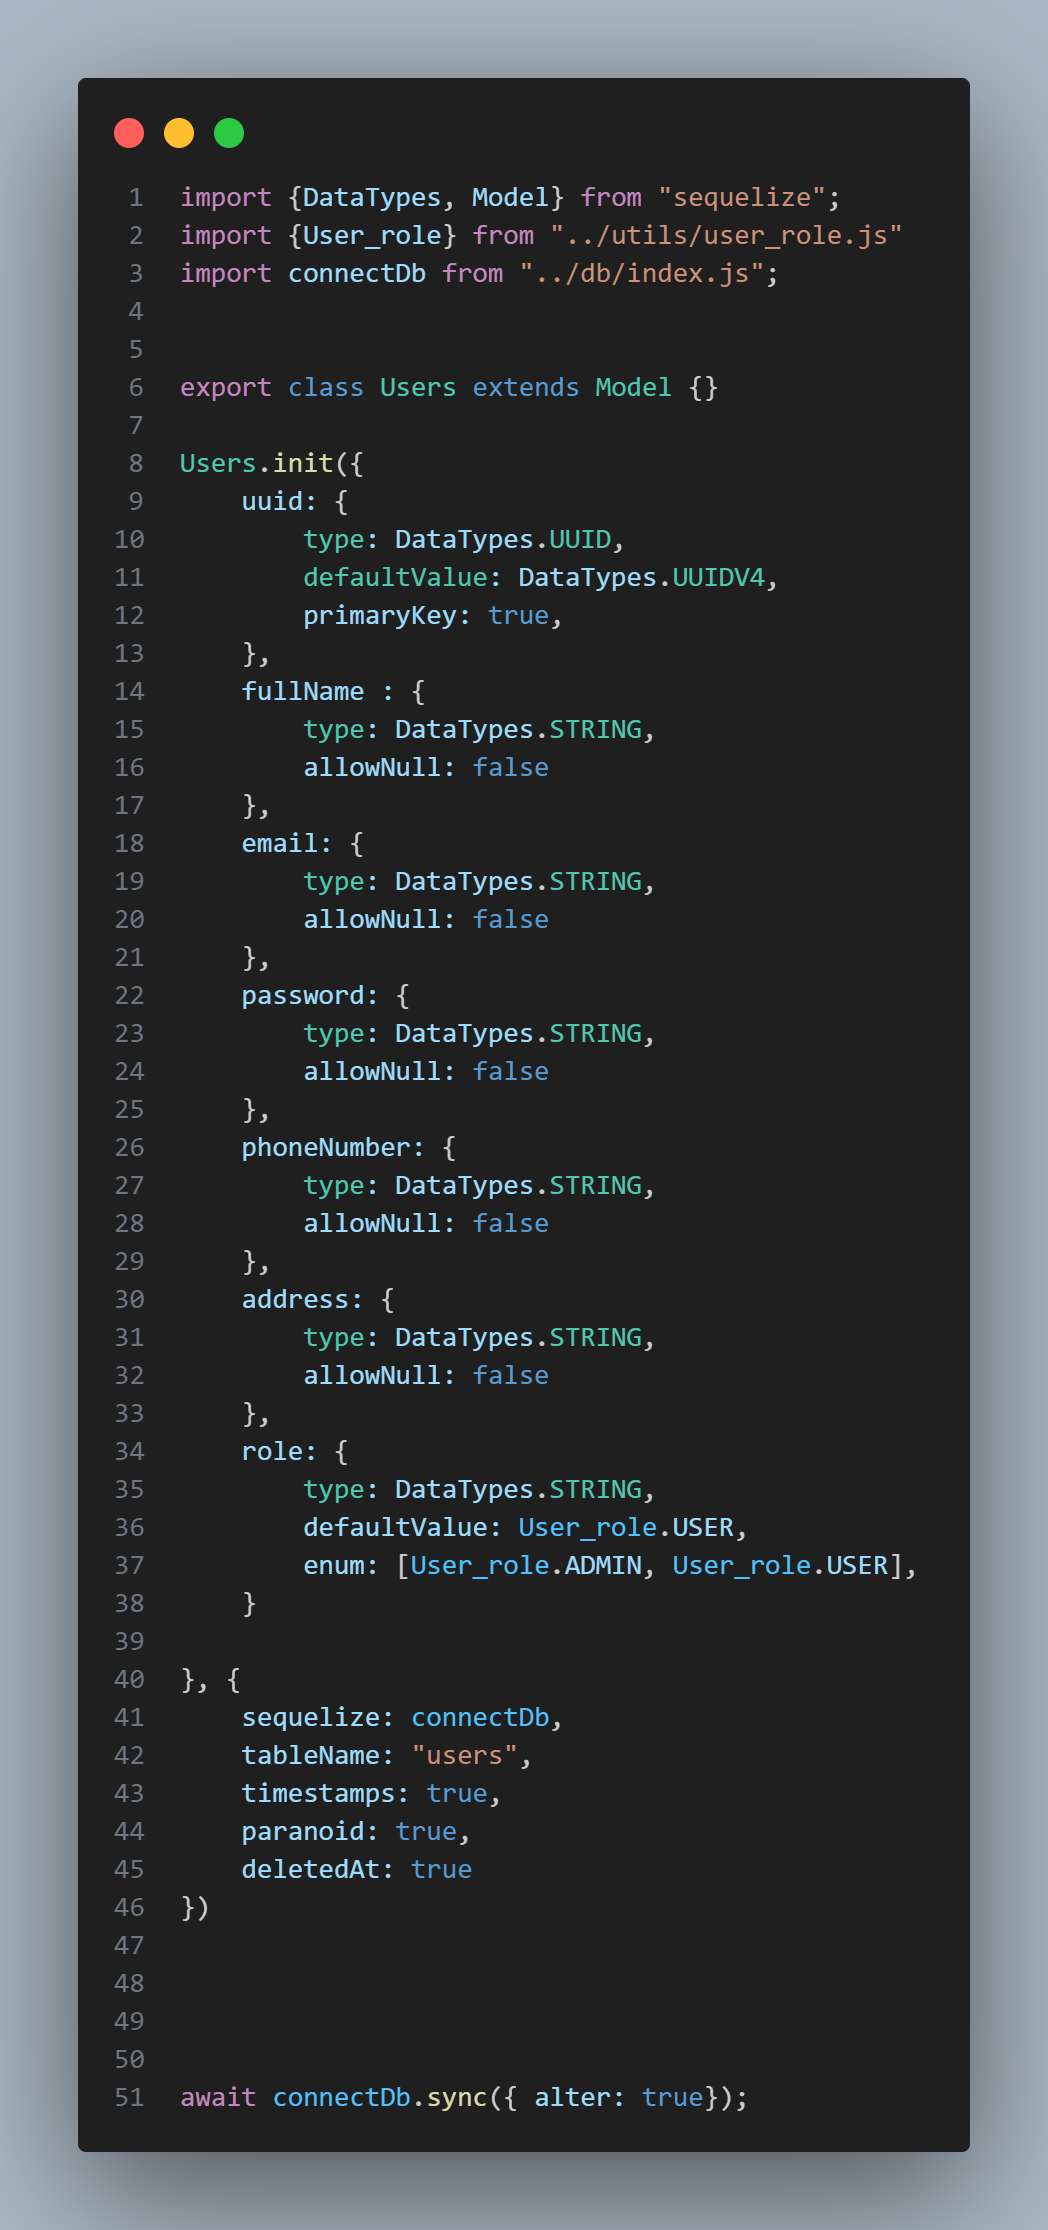 1 import {DataTypes, Model} from "sequelize";
2 import {User_role} from "../utils/user_role.js"
3 import connectDb from "../db/index.js";
4
5
6 export class Users extends Model {}
7
8 Users.init({
9     uuid: {
10         type: DataTypes.UUID,
11         defaultValue: DataTypes.UUIDV4,
12         primaryKey: true,
13     },
14     fullName : {
15         type: DataTypes.STRING,
16         allowNull: false
17     },
18     email: {
19         type: DataTypes.STRING,
20         allowNull: false
21     },
22     password: {
23         type: DataTypes.STRING,
24         allowNull: false
25     },
26     phoneNumber: {
27         type: DataTypes.STRING,
28         allowNull: false
29     },
30     address: {
31         type: DataTypes.STRING,
32         allowNull: false
33     },
34     role: {
35         type: DataTypes.STRING,
36         defaultValue: User_role.USER,
37         enum: [User_role.ADMIN, User_role.USER],
38     }
39
40 }, {
41     sequelize: connectDb,
42     tableName: "users",
43     timestamps: true,
44     paranoid: true,
45     deletedAt: true
46 })
47
48
49
50
51 await connectDb.sync({ alter: true});